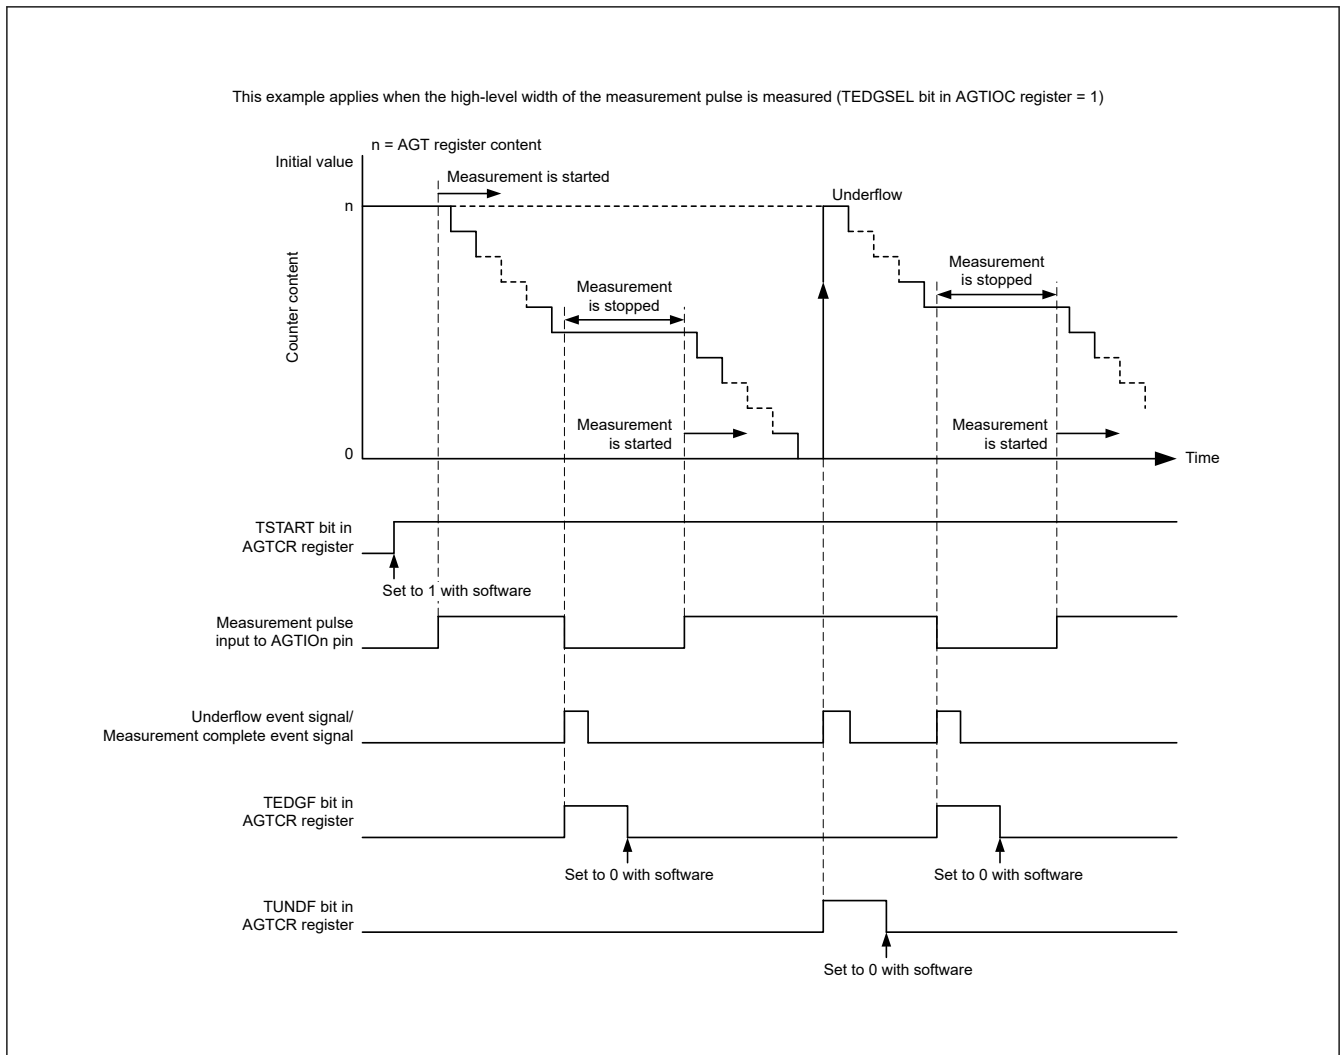 This example applies when the high-level width of the measurement pulse is measured (TEDGSEL bit in AGTIOC register = 1)
n = AGT register content
Initial value
Measurement is started
n
Underflow
Counter content
Measurement
is stopped
Measurement
is stopped
Measurement
is started
Measurement
is started
0
Time
TSTART bit in
AGTCR register
Set to 1 with software
Measurement pulse
input to AGTIOn pin
Underflow event signal/
Measurement complete event signal
TEDGF bit in
AGTCR register
Set to 0 with software
Set to 0 with software
TUNDF bit in
AGTCR register
Set to 0 with software